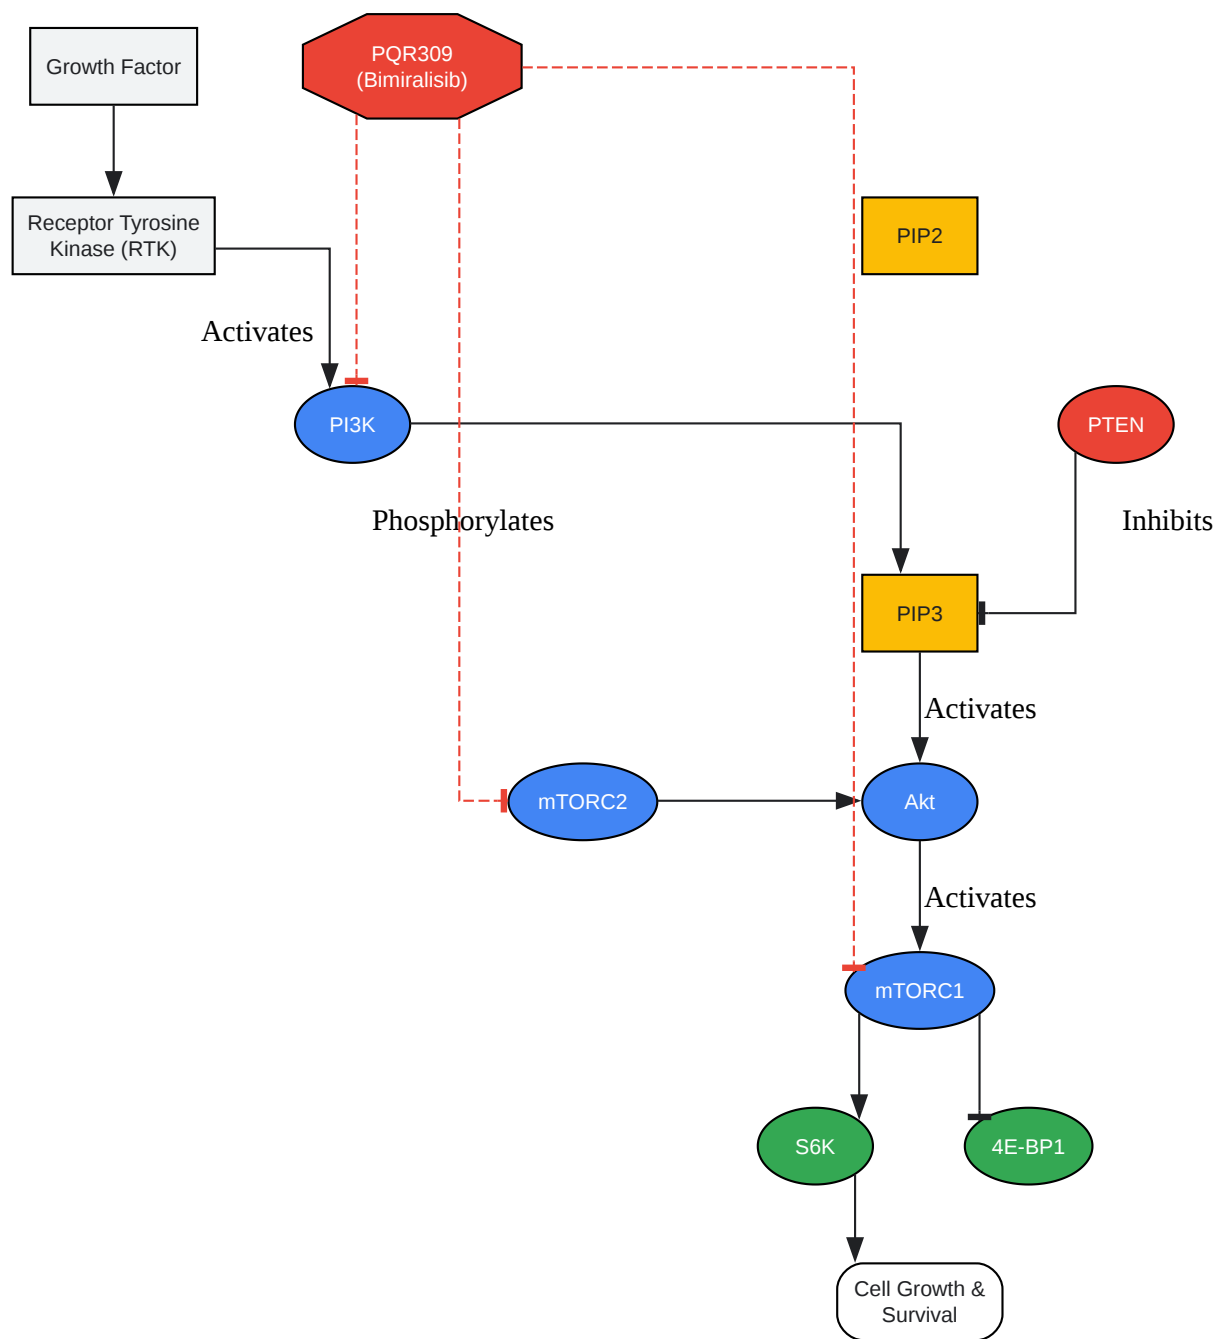 Growth Factor
PQR309
(Bimiralisib)
Receptor Tyrosine
Kinase (RTK)
PIP2
Activates
PI3K
PTEN
Phosphorylates
Inhibits
PIP3
Activates
mTORC2
Akt
Activates
mTORC1
S6K
4E-BP1
Cell Growth &
Survival